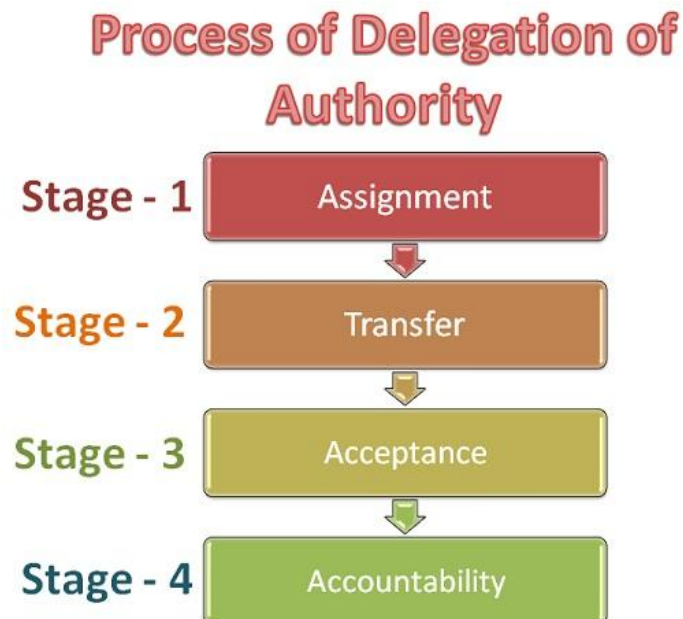 Process of Delegation of
Authority
Stage - 1 Assignment
Stage - 2 Transfer
Stage - 3 Acceptance
Stage - 4 Accountability